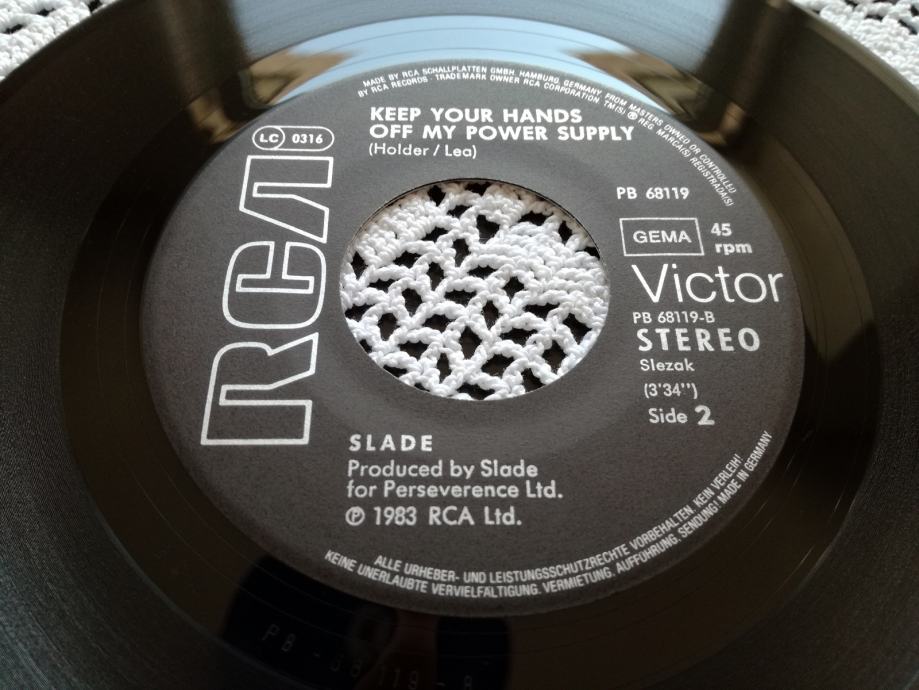 MADE BY RCA SCHALLPLATTEN GMBH, HAMBURG, GERMANY, FROM MASTERS OWNED OR CONTROLLED
BY RCA RECORDS · TRADEMARK OWNER RCA CORPORATION TM(S) ® REG. MARCA(S) REGISTRADA(S)
KEEP YOUR HANDS
OFF MY POWER SUPPLY
(Holder / Lea)
LC 0316
RCA
PB 68119
GEMA 45
rpm
Victor
PB 68119-B
STEREO
Slezak
(3'34'')
Side 2
SLADE
Produced by Slade
for Perseverence Ltd.
℗ 1983 RCA Ltd.
ALLE URHEBER- UND LEISTUNGSSCHUTZRECHTE VORBEHALTEN. KEIN VERLEIH!
KEINE UNERLAUBTE VERVIELFÄLTIGUNG. VERMIETUNG, AUFFÜHRUNG, SENDUNG! MADE IN GERMANY